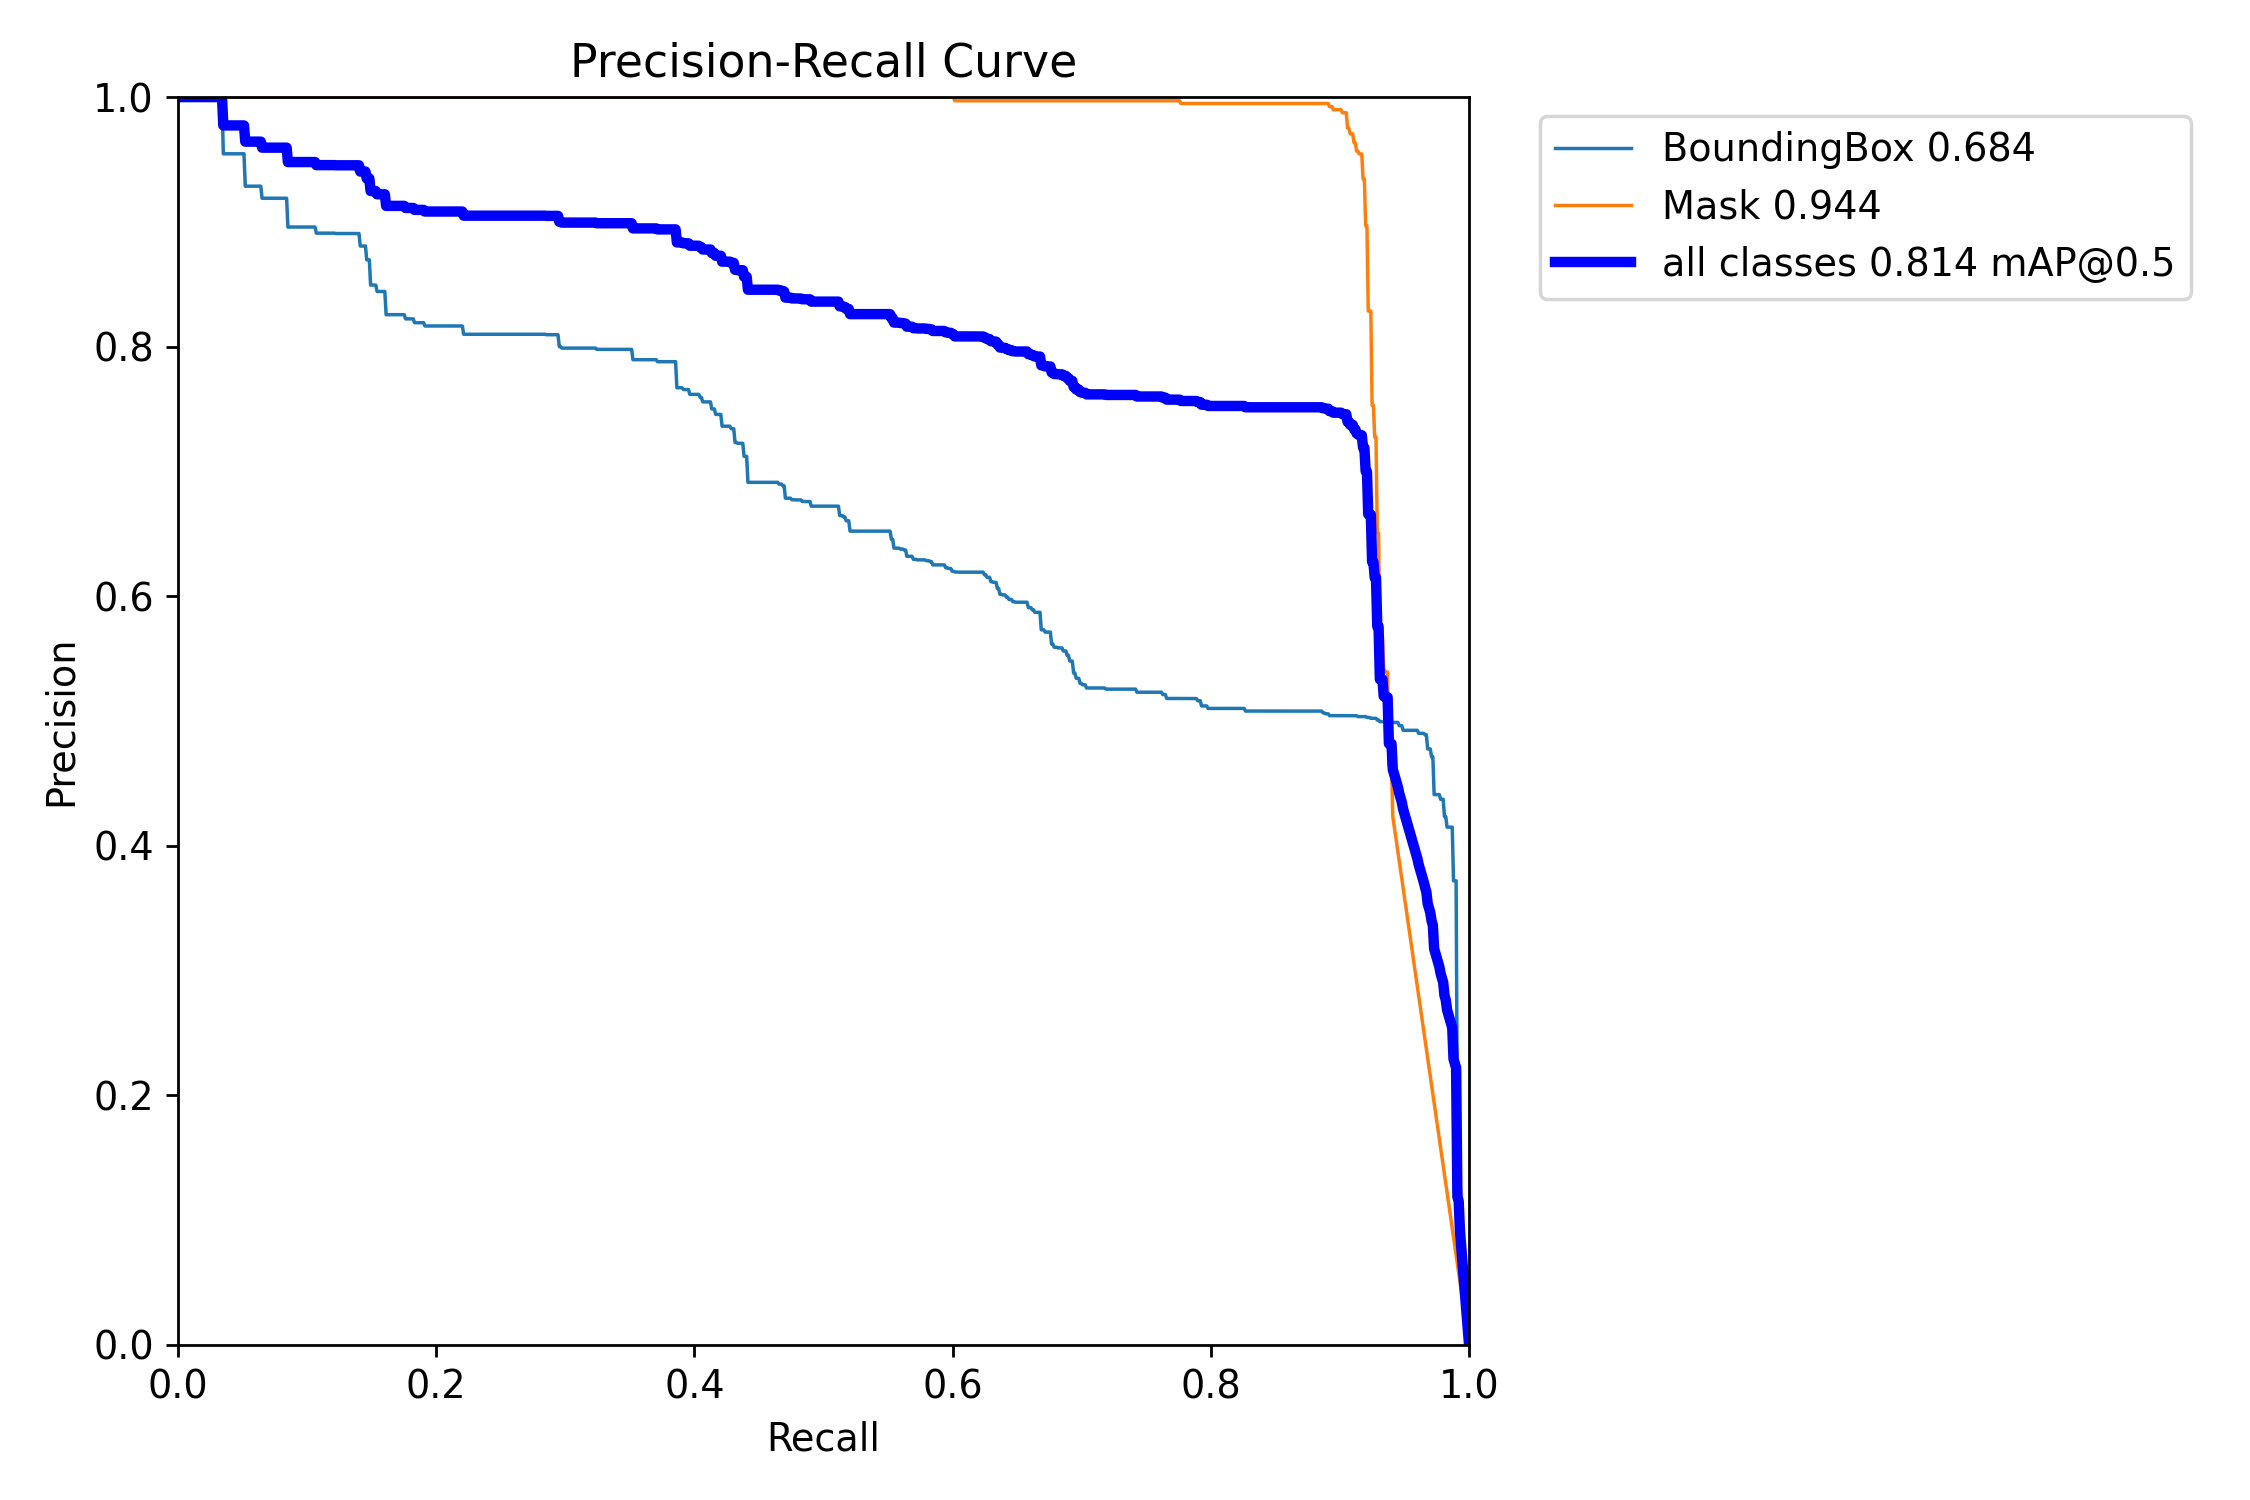 Precision-Recall Curve
1.0
0.8
0.6
0.4
0.2
0.0
Precision
0.0 0.2 0.4 0.6 0.8 1.0
Recall
BoundingBox 0.684
Mask 0.944
all classes 0.814 mAP@0.5